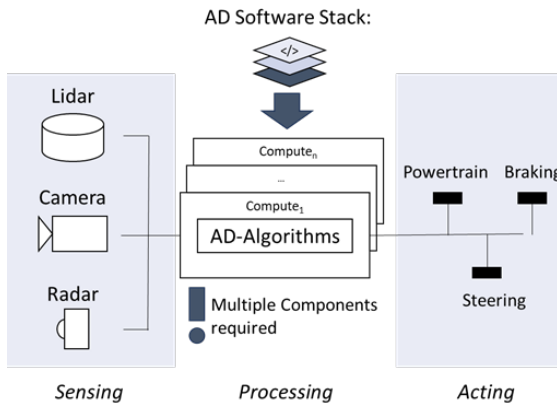 AD Software Stack:
</>
Lidar
Camera
Radar
Compute_n
...
Compute_1
AD-Algorithms
Multiple Components
required
Powertrain
Braking
Steering
Sensing
Processing
Acting